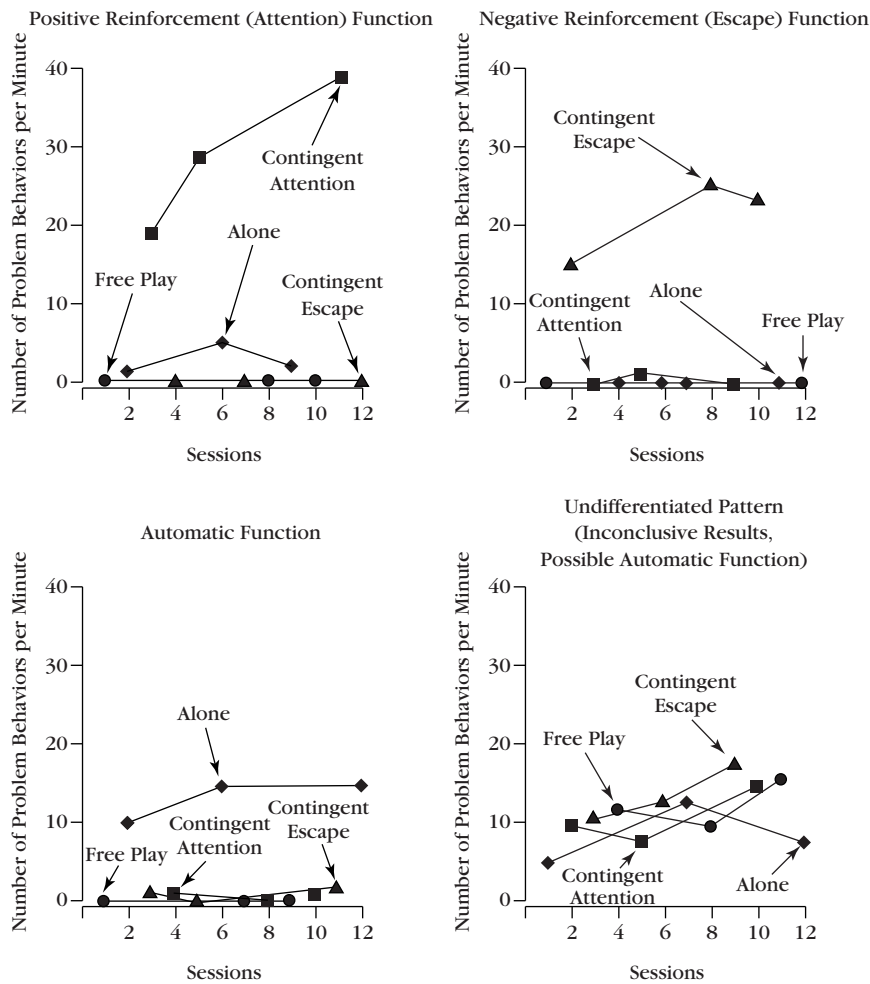 Positive Reinforcement (Attention) Function
Number of Problem Behaviors per Minute
40
30
20
10
0
Contingent
Attention
Alone
Free Play
Contingent
Escape
2 4 6 8 10 12
Sessions
Negative Reinforcement (Escape) Function
Number of Problem Behaviors per Minute
40
30
20
10
0
Contingent
Escape
Contingent
Attention
Alone
Free Play
2 4 6 8 10 12
Sessions
Automatic Function
Number of Problem Behaviors per Minute
40
30
20
10
0
Alone
Free Play
Contingent
Attention
Contingent
Escape
2 4 6 8 10 12
Sessions
Undifferentiated Pattern
(Inconclusive Results,
Possible Automatic Function)
Number of Problem Behaviors per Minute
40
30
20
10
0
Contingent
Escape
Free Play
Contingent
Attention
Alone
2 4 6 8 10 12
Sessions